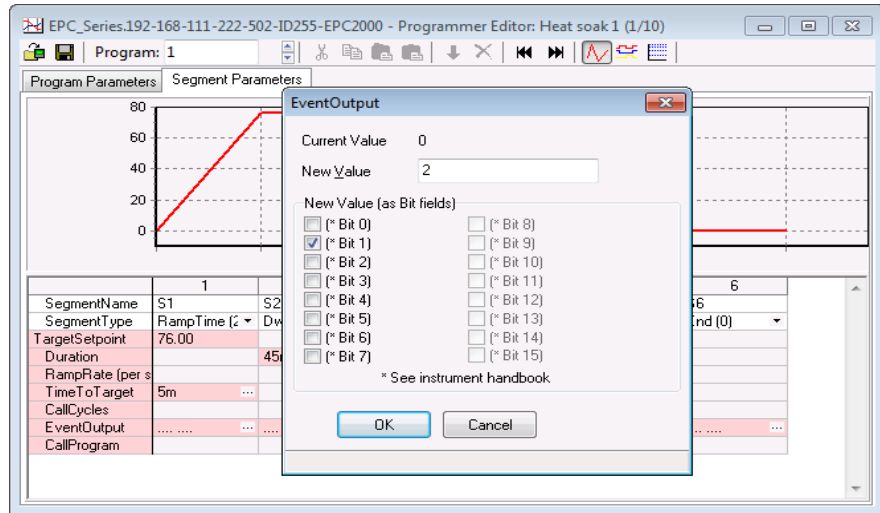 EPC_Series.192-168-111-222-502-ID255-EPC2000 - Programmer Editor: Heat soak 1 (1/10)
Program: 1
Program Parameters Segment Parameters
80
60
40
20
0
EventOutput
Current Value 0
New Value 2
New Value (as Bit fields)
(* Bit 0) (* Bit 8)
(* Bit 1) (* Bit 9)
(* Bit 2) (* Bit 10)
(* Bit 3) (* Bit 11)
(* Bit 4) (* Bit 12)
(* Bit 5) (* Bit 13)
(* Bit 6) (* Bit 14)
(* Bit 7) (* Bit 15)
* See instrument handbook
OK Cancel
1 6
SegmentName S1 S2
SegmentType RampTime (
TargetSetpoint 76.00
Duration
RampRate (per s
TimeToTarget 5m ...
CallCycles
EventOutput .... .... ... ...
CallProgram